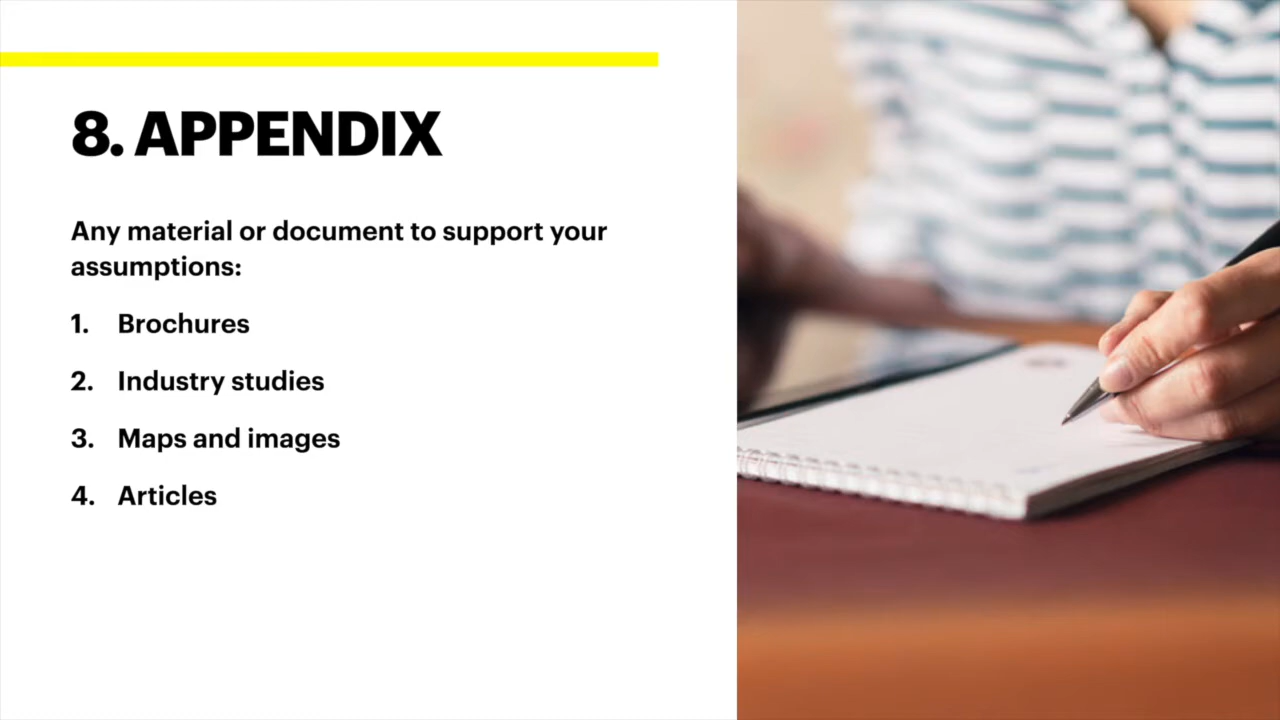 8. APPENDIX
Any material or document to support your
assumptions:
1. Brochures
2. Industry studies
3. Maps and images
4. Articles